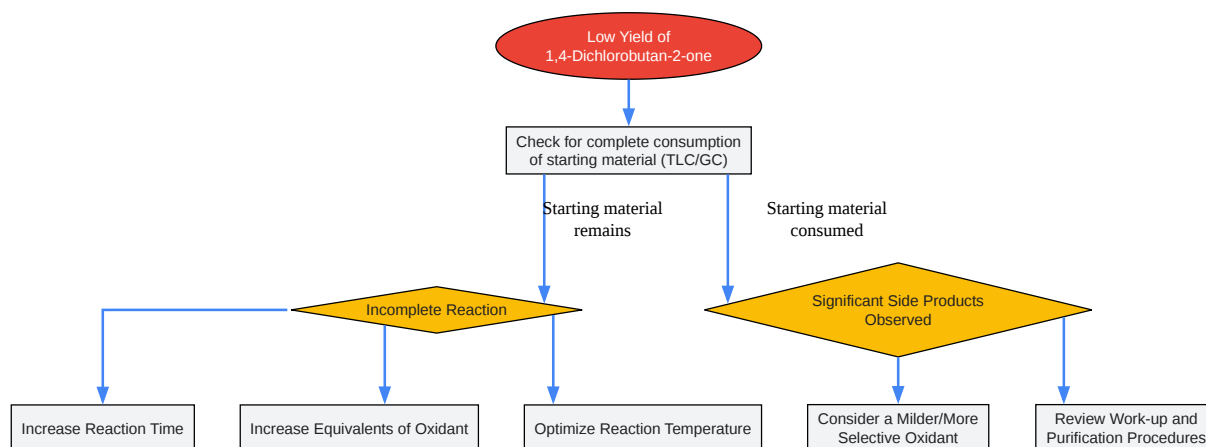 Low Yield of
1,4-Dichlorobutan-2-one
Check for complete consumption
of starting material (TLC/GC)
Starting material
remains
Starting material
consumed
Incomplete Reaction
Significant Side Products
Observed
Increase Reaction Time
Increase Equivalents of Oxidant
Optimize Reaction Temperature
Consider a Milder/More
Selective Oxidant
Review Work-up and
Purification Procedures